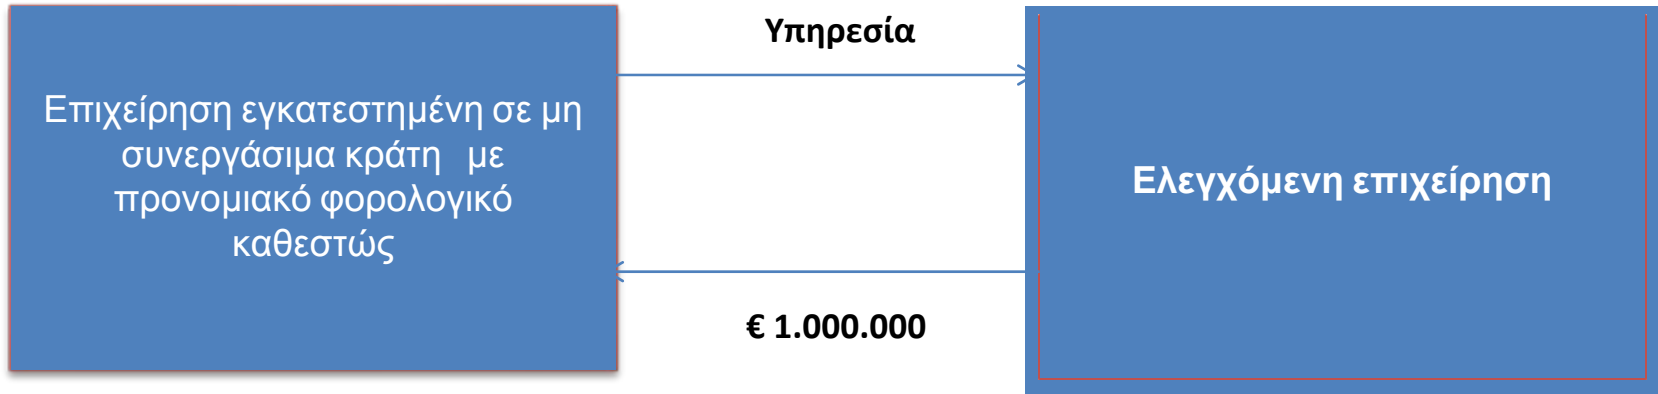 Υπηρεσία
Επιχείρηση εγκατεστημένη σε μη
συνεργάσιμα κράτη με
προνομιακό φορολογικό
καθεστώς
Ελεγχόμενη επιχείρηση
€ 1.000.000